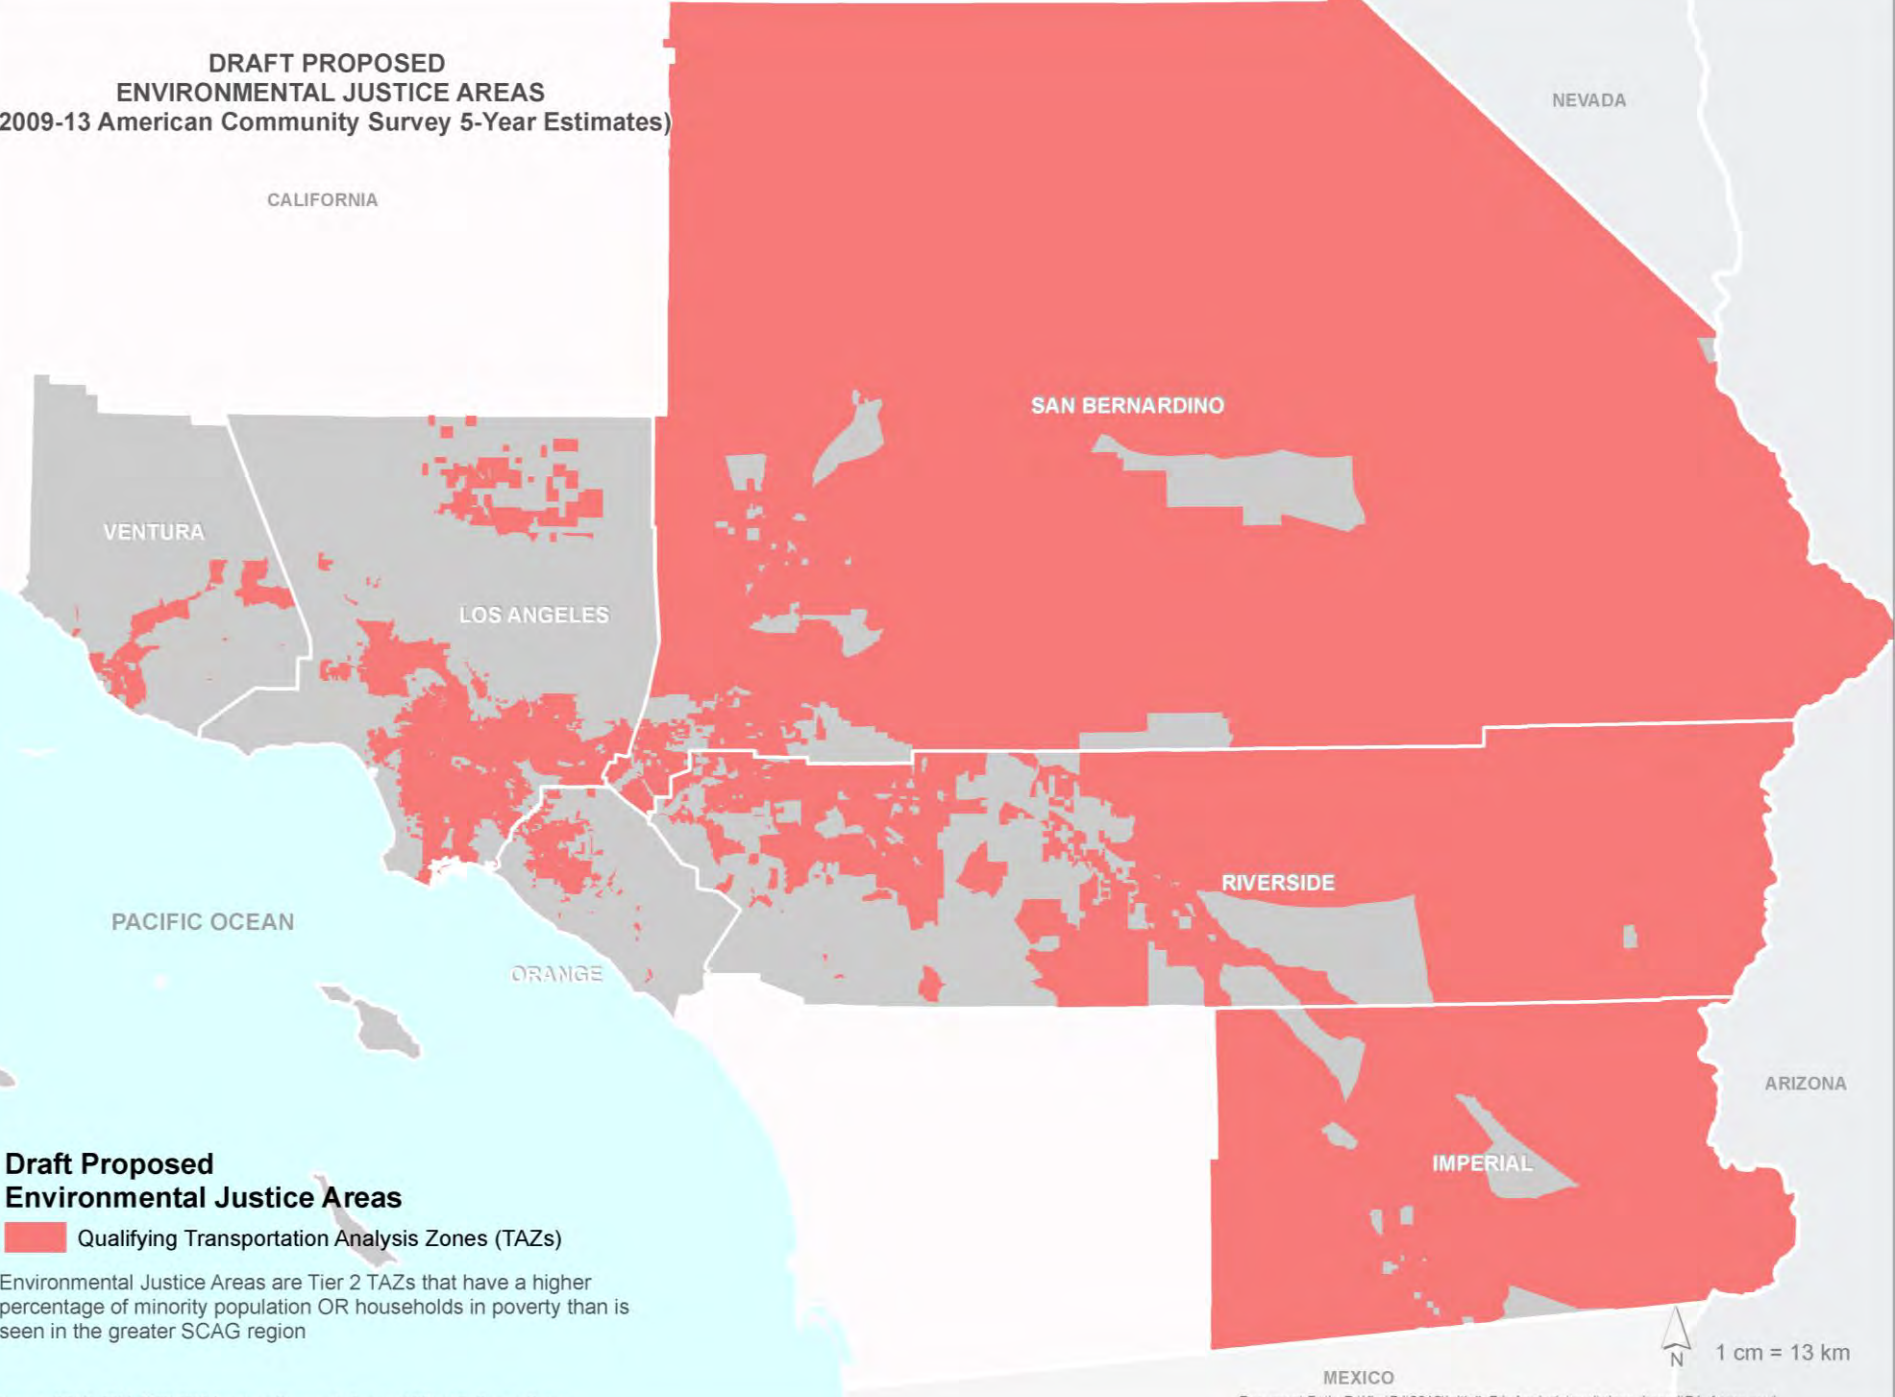 DRAFT PROPOSED
ENVIRONMENTAL JUSTICE AREAS
2009-13 American Community Survey 5-Year Estimates)
CALIFORNIA
NEVADA
SAN BERNARDINO
VENTURA
LOS ANGELES
RIVERSIDE
PACIFIC OCEAN
ORANGE
ARIZONA
IMPERIAL
Draft Proposed
Environmental Justice Areas
Qualifying Transportation Analysis Zones (TAZs)
Environmental Justice Areas are Tier 2 TAZs that have a higher
percentage of minority population OR households in poverty than is
seen in the greater SCAG region
N
1 cm = 13 km
MEXICO